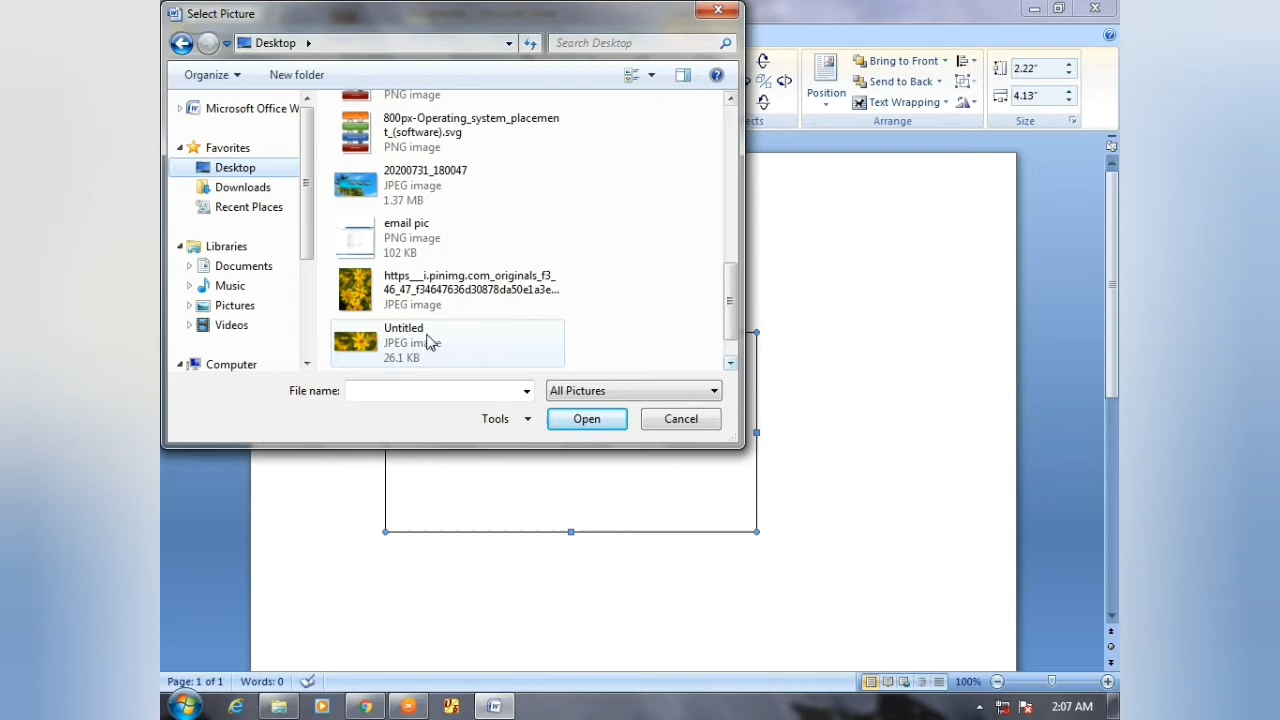 Select Picture
Desktop
Search Desktop
Organize
New folder
Bring to Front
Send to Back
Text Wrapping
Position
Arrange
2.22"
4.13"
Size
Microsoft Office W
Favorites
Desktop
Downloads
Recent Places
Libraries
Documents
Music
Pictures
Videos
Computer
PNG image
800px-Operating_system_placemen
t_(software).svg
PNG image
20200731_180047
JPEG image
1.37 MB
email pic
PNG image
102 KB
https___i.pinimg.com_originals_f3_
46_47_f34647636d30878da50e1a3e...
JPEG image
Untitled
JPEG image
26.1 KB
File name:
All Pictures
Tools
Open
Cancel
Page: 1 of 1
Words: 0
100%
2:07 AM